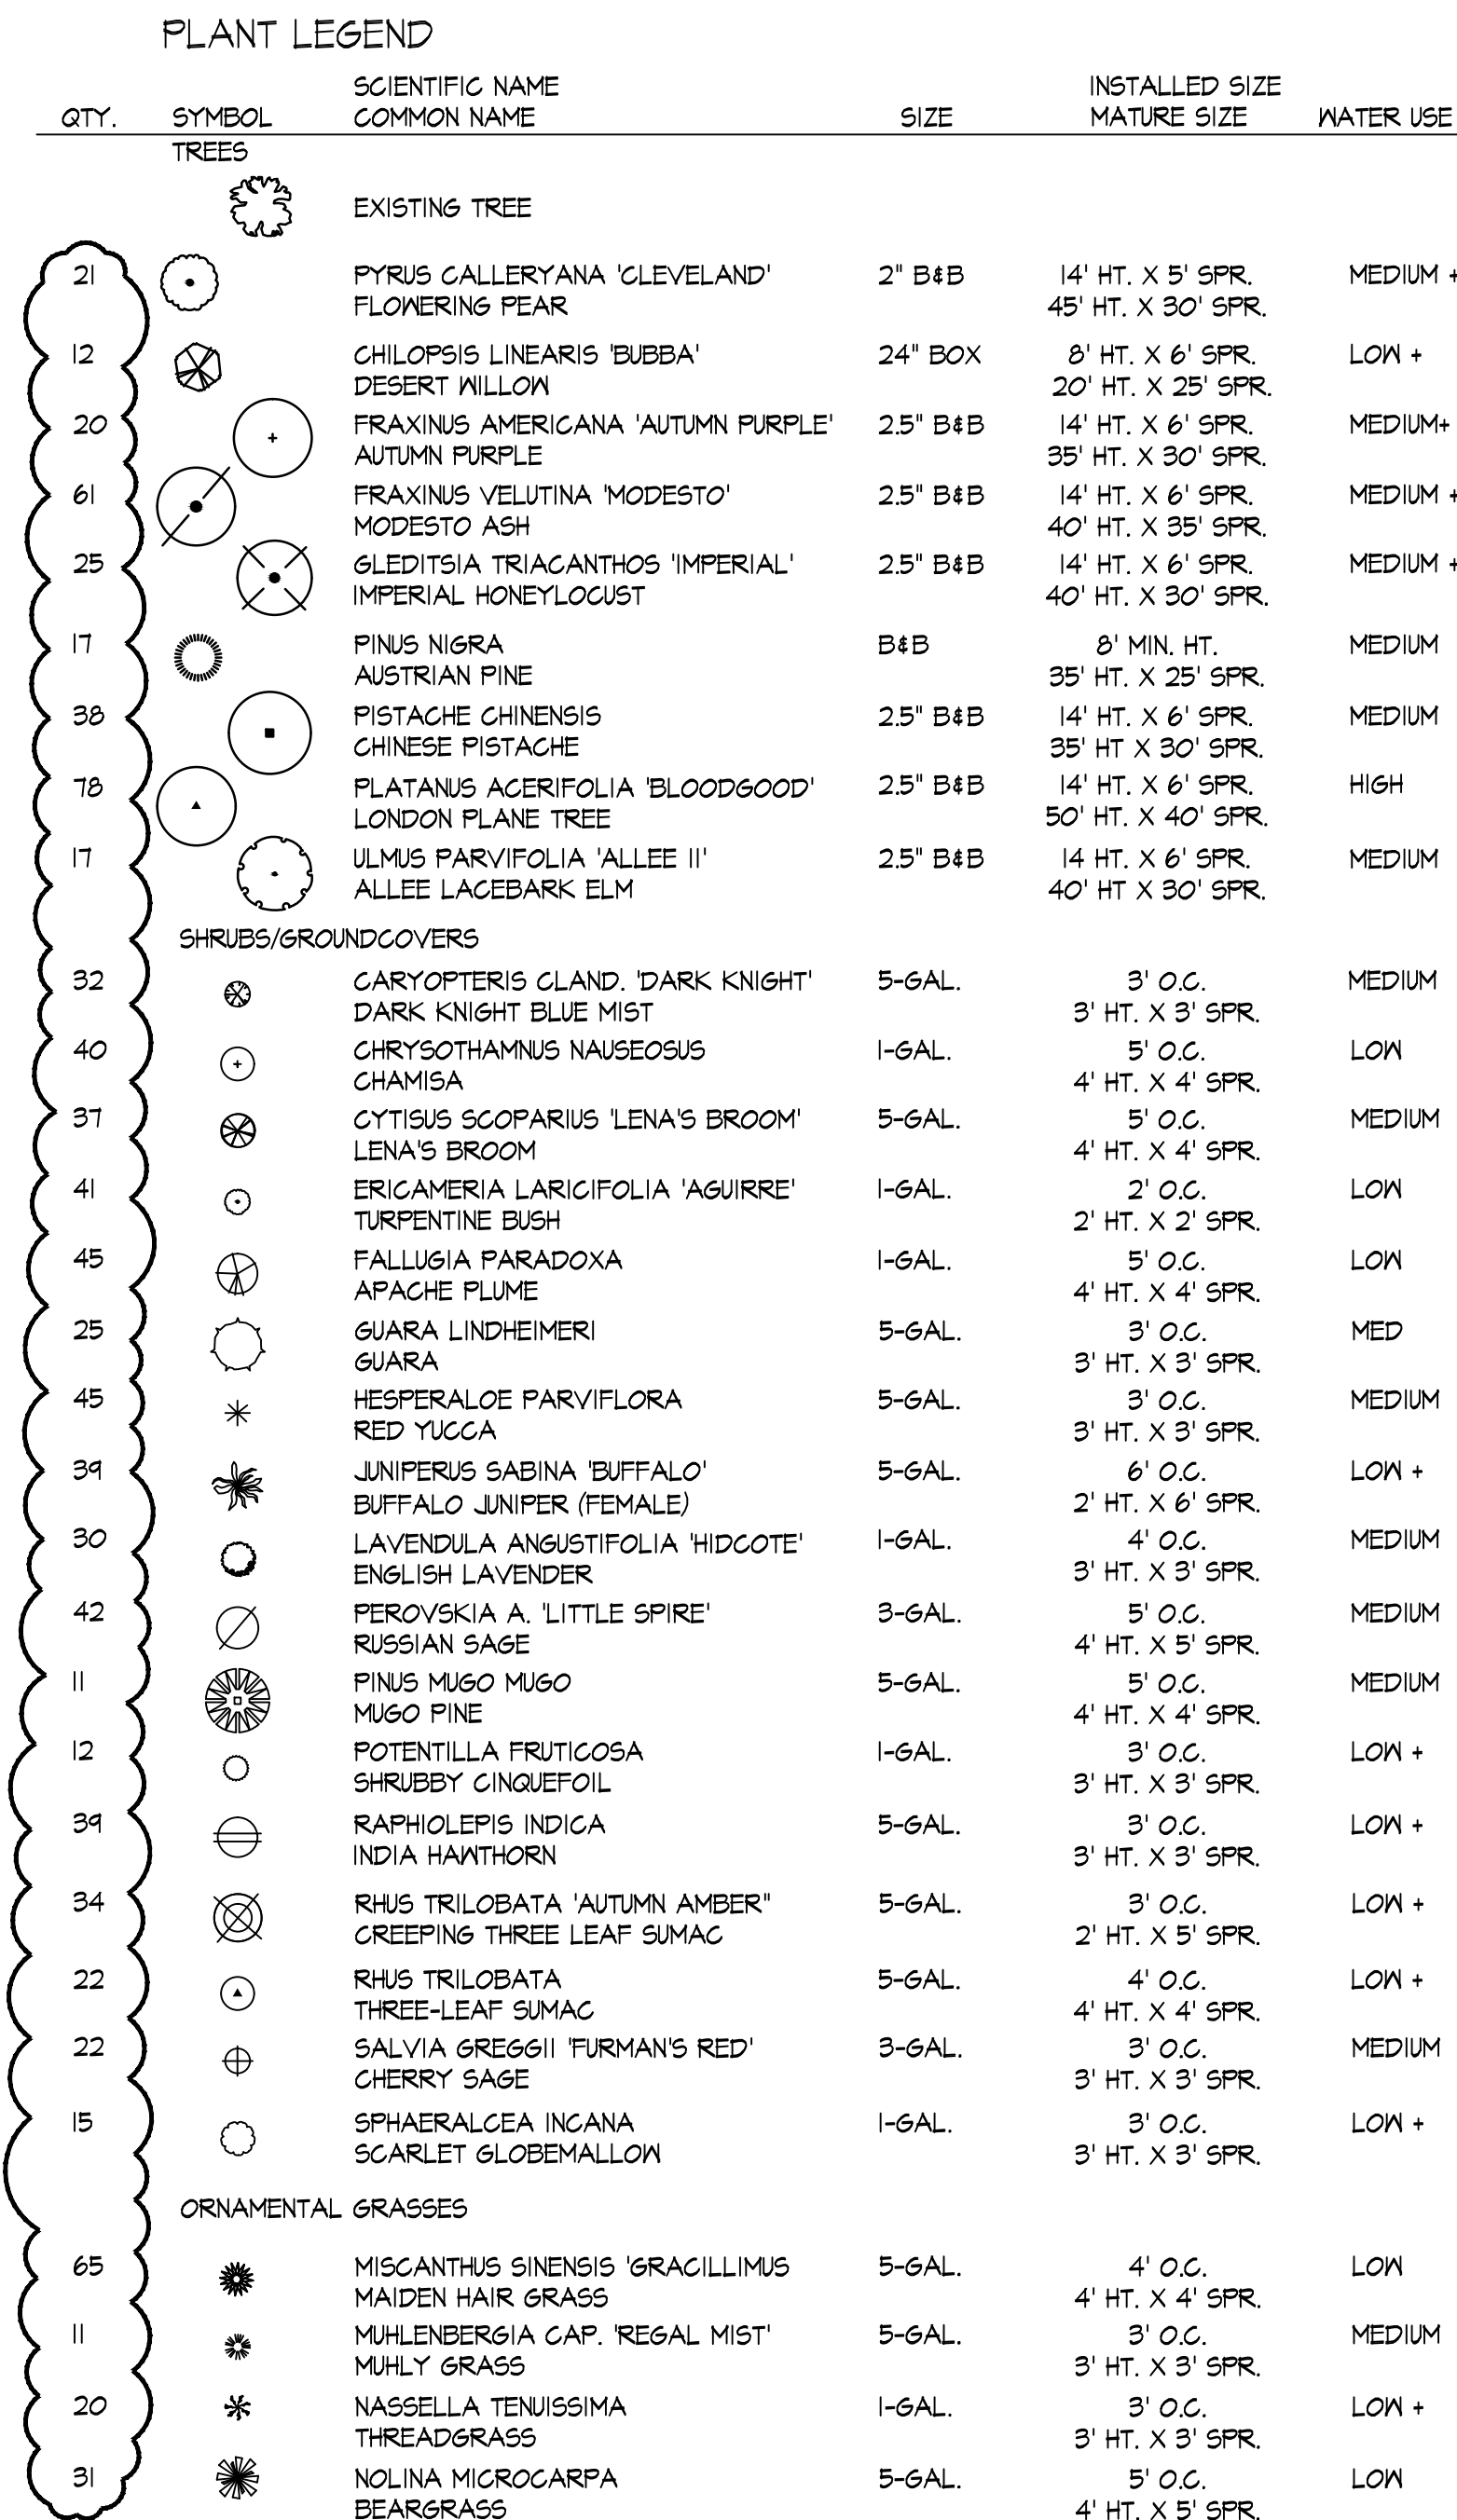 PLANT LEGEND
SCIENTIFIC NAME INSTALLED SIZE
QTY. SYMBOL COMMON NAME SIZE MATURE SIZE WATER USE
TREES
EXISTING TREE
21 PYRUS CALLERYANA 'CLEVELAND' 2" B&B 14' HT. X 5' SPR. MEDIUM +
FLOWERING PEAR 45' HT. X 30' SPR.
12 CHILOPSIS LINEARIS 'BUBBA' 24" BOX 8' HT. X 6' SPR. LOW +
DESERT WILLOW 20' HT. X 25' SPR.
20 FRAXINUS AMERICANA 'AUTUMN PURPLE' 2.5" B&B 14' HT. X 6' SPR. MEDIUM+
AUTUMN PURPLE 35' HT. X 30' SPR.
61 FRAXINUS VELUTINA 'MODESTO' 2.5" B&B 14' HT. X 6' SPR. MEDIUM +
MODESTO ASH 40' HT. X 35' SPR.
25 GLEDITSIA TRIACANTHOS 'IMPERIAL' 2.5" B&B 14' HT. X 6' SPR. MEDIUM +
IMPERIAL HONEYLOCUST 40' HT. X 30' SPR.
17 PINUS NIGRA B&B 8' MIN. HT. MEDIUM
AUSTRIAN PINE 35' HT. X 25' SPR.
38 PISTACHE CHINENSIS 2.5" B&B 14' HT. X 6' SPR. MEDIUM
CHINESE PISTACHE 35' HT X 30' SPR.
78 PLATANUS ACERIFOLIA 'BLOODGOOD' 2.5" B&B 14' HT. X 6' SPR. HIGH
LONDON PLANE TREE 50' HT. X 40' SPR.
17 ULMUS PARVIFOLIA 'ALLEE II' 2.5" B&B 14 HT. X 6' SPR. MEDIUM
ALLEE LACEBARK ELM 40' HT X 30' SPR.
SHRUBS/GROUNDCOVERS
32 CARYOPTERIS CLAND. 'DARK KNIGHT' 5-GAL. 3' O.C. MEDIUM
DARK KNIGHT BLUE MIST 3' HT. X 3' SPR.
40 CHRYSOTHAMNUS NAUSEOSUS 1-GAL. 5' O.C. LOW
CHAMISA 4' HT. X 4' SPR.
37 CYTISUS SCOPARIUS 'LENA'S BROOM' 5-GAL. 5' O.C. MEDIUM
LENA'S BROOM 4' HT. X 4' SPR.
41 ERICAMERIA LARICIFOLIA 'AGUIRRE' 1-GAL. 2' O.C. LOW
TURPENTINE BUSH 2' HT. X 2' SPR.
45 FALLUGIA PARADOXA 1-GAL. 5' O.C. LOW
APACHE PLUME 4' HT. X 4' SPR.
25 GUARA LINDHEIMERI 5-GAL. 3' O.C. MED
GUARA 3' HT. X 3' SPR.
45 HESPERALOE PARVIFLORA 5-GAL. 3' O.C. MEDIUM
RED YUCCA 3' HT. X 3' SPR.
39 JUNIPERUS SABINA 'BUFFALO' 5-GAL. 6' O.C. LOW +
BUFFALO JUNIPER (FEMALE) 2' HT. X 6' SPR.
30 LAVENDULA ANGUSTIFOLIA 'HIDCOTE' 1-GAL. 4' O.C. MEDIUM
ENGLISH LAVENDER 3' HT. X 3' SPR.
42 PEROVSKIA A. 'LITTLE SPIRE' 3-GAL. 5' O.C. MEDIUM
RUSSIAN SAGE 4' HT. X 5' SPR.
11 PINUS MUGO MUGO 5-GAL. 5' O.C. MEDIUM
MUGO PINE 4' HT. X 4' SPR.
12 POTENTILLA FRUTICOSA 1-GAL. 3' O.C. LOW +
SHRUBBY CINQUEFOIL 3' HT. X 3' SPR.
39 RAPHIOLEPIS INDICA 5-GAL. 3' O.C. LOW +
INDIA HAWTHORN 3' HT. X 3' SPR.
34 RHUS TRILOBATA 'AUTUMN AMBER" 5-GAL. 3' O.C. LOW +
CREEPING THREE LEAF SUMAC 2' HT. X 5' SPR.
22 RHUS TRILOBATA 5-GAL. 4' O.C. LOW +
THREE-LEAF SUMAC 4' HT. X 4' SPR.
22 SALVIA GREGGII 'FURMAN'S RED' 3-GAL. 3' O.C. MEDIUM
CHERRY SAGE 3' HT. X 3' SPR.
15 SPHAERALCEA INCANA 1-GAL. 3' O.C. LOW +
SCARLET GLOBEMALLOW 3' HT. X 3' SPR.
ORNAMENTAL GRASSES
65 MISCANTHUS SINENSIS 'GRACILLIMUS 5-GAL. 4' O.C. LOW
MAIDEN HAIR GRASS 4' HT. X 4' SPR.
11 MUHLENBERGIA CAP. 'REGAL MIST' 5-GAL. 3' O.C. MEDIUM
MUHLY GRASS 3' HT. X 3' SPR.
20 NASSELLA TENUISSIMA 1-GAL. 3' O.C. LOW +
THREADGRASS 3' HT. X 3' SPR.
31 NOLINA MICROCARPA 5-GAL. 5' O.C. LOW
BEARGRASS 4' HT. X 5' SPR.